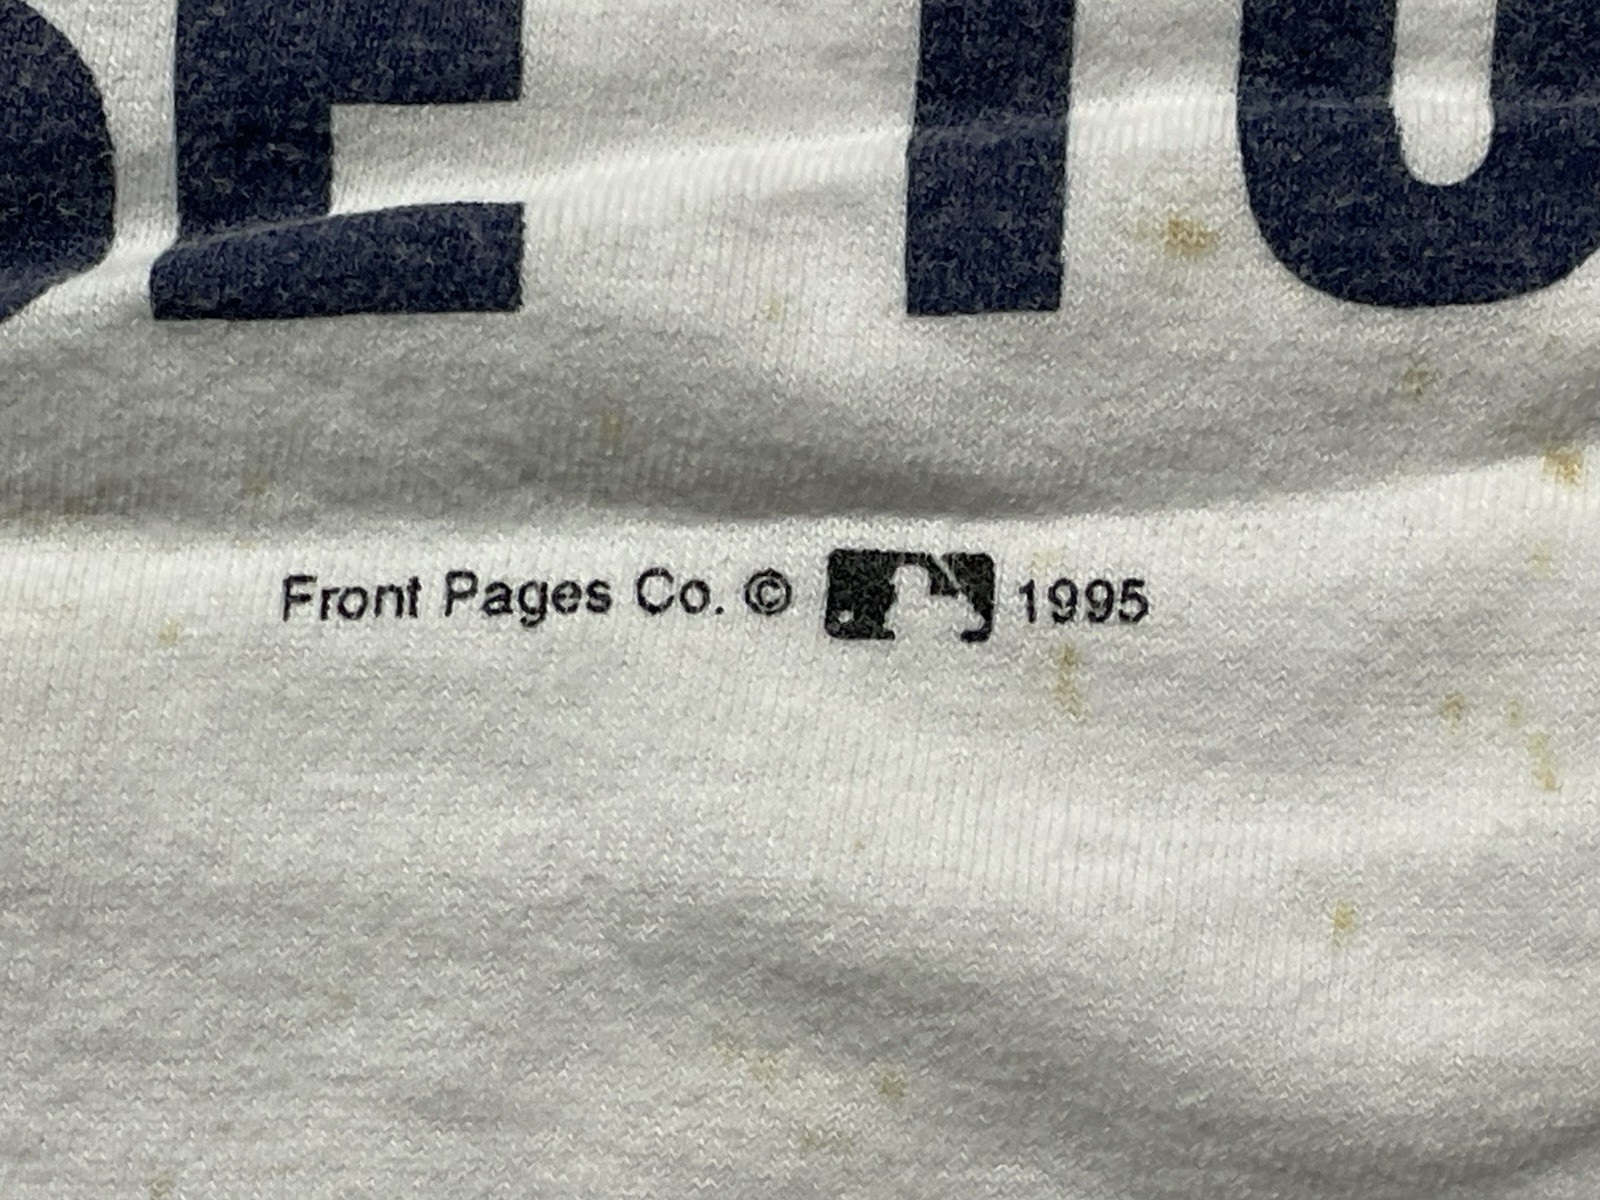 Front Pages Co. © 1995